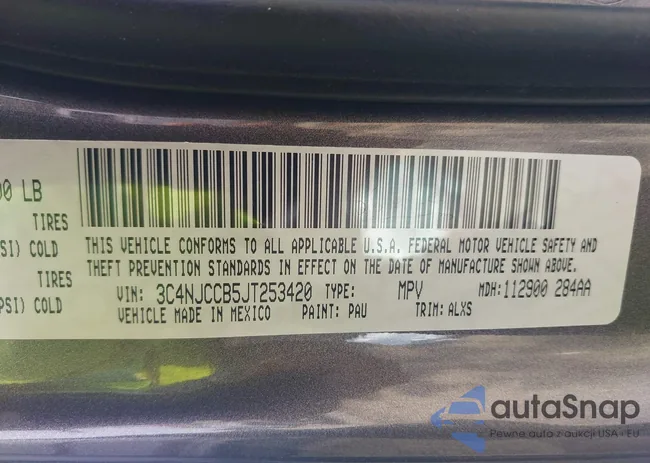 00 LB
TIRES
SI) COLD
TIRES
PSI) COLD
THIS VEHICLE CONFORMS TO ALL APPLICABLE U.S.A. FEDERAL MOTOR VEHICLE SAFETY AND
THEFT PREVENTION STANDARDS IN EFFECT ON THE DATE OF MANUFACTURE SHOWN ABOVE.
VIN: 3C4NJCCB5JT253420 TYPE: MPV MDH: 112900 284AA
VEHICLE MADE IN MEXICO PAINT: PAU TRIM: ALXS
autaSnap
Pewne auta z aukcji USA - EU